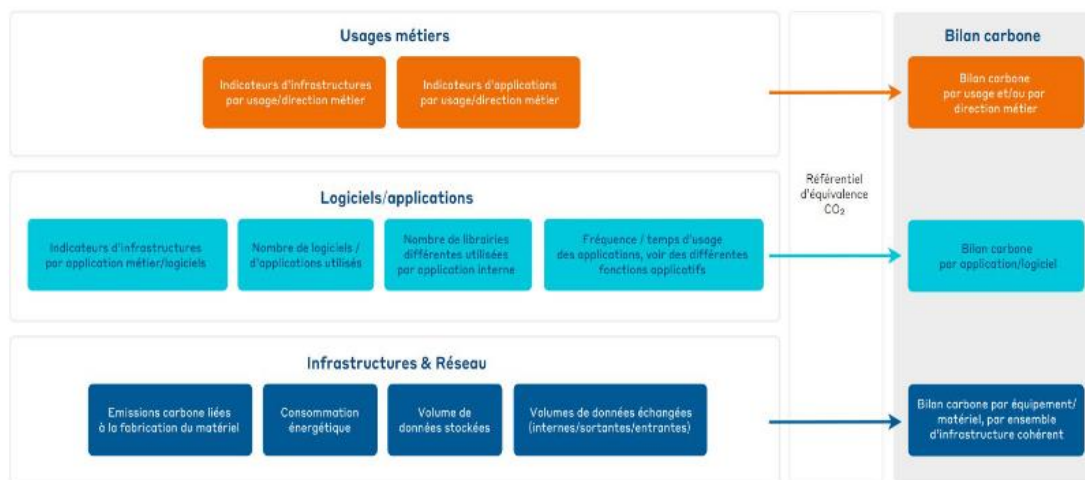 Usages métiers
Bilan carbone
Indicateurs d'infrastructures
par usage/direction métier
Indicateurs d'applications
par usage/direction métier
Bilan carbone
par usage et/ou par
direction métier
Logiciels/applications
Référentiel
d'équivalence
CO₂
Indicateurs d'infrastructures
par application métier/logiciels
Nombre de logiciels /
d'applications utilisés
Nombre de librairies
différentes utilisées
par application interne
Fréquence / temps d'usage
des applications, voir des différentes
fonctions applicatifs
Bilan carbone
par application/logiciel
Infrastructures & Réseau
Emissions carbone liées
à la fabrication du matériel
Consommation
énergétique
Volume de
données stockées
Volumes de données échangées
(internes/sortantes/entrantes)
Bilan carbone par équipement/
matériel, par ensemble
d'infrastructure cohérent